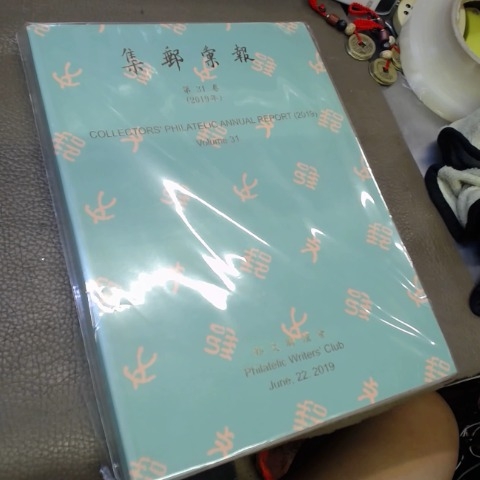 集郵彙報
第 31 卷
(2019年)
COLLECTORS' PHILATELIC ANNUAL REPORT (2019)
Volume 31
Philatelic Writers' Club
June, 22, 2019